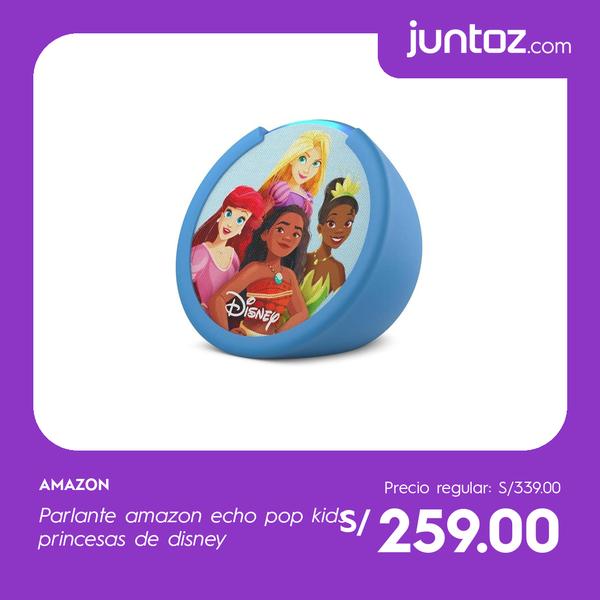 juntoz.com
Disney
AMAZON
Precio regular: S/339.00
Parlante amazon echo pop kids
princesas de disney
S/ 259.00